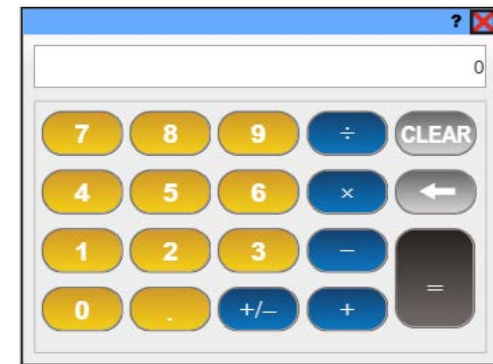 ?
0
7 8 9 ÷ CLEAR
4 5 6 ×
1 2 3 −
0 . +/− + =